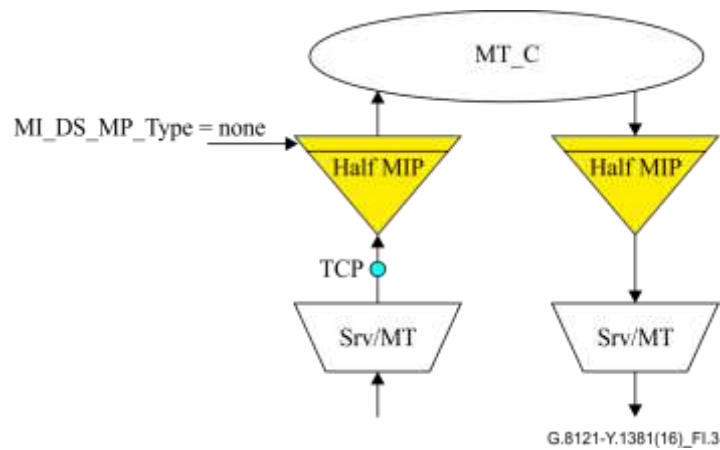 MT_C
MI_DS_MP_Type = none
Half MIP
Half MIP
TCP
Srv/MT
Srv/MT
G.8121-Y.1381(16)_FI.3